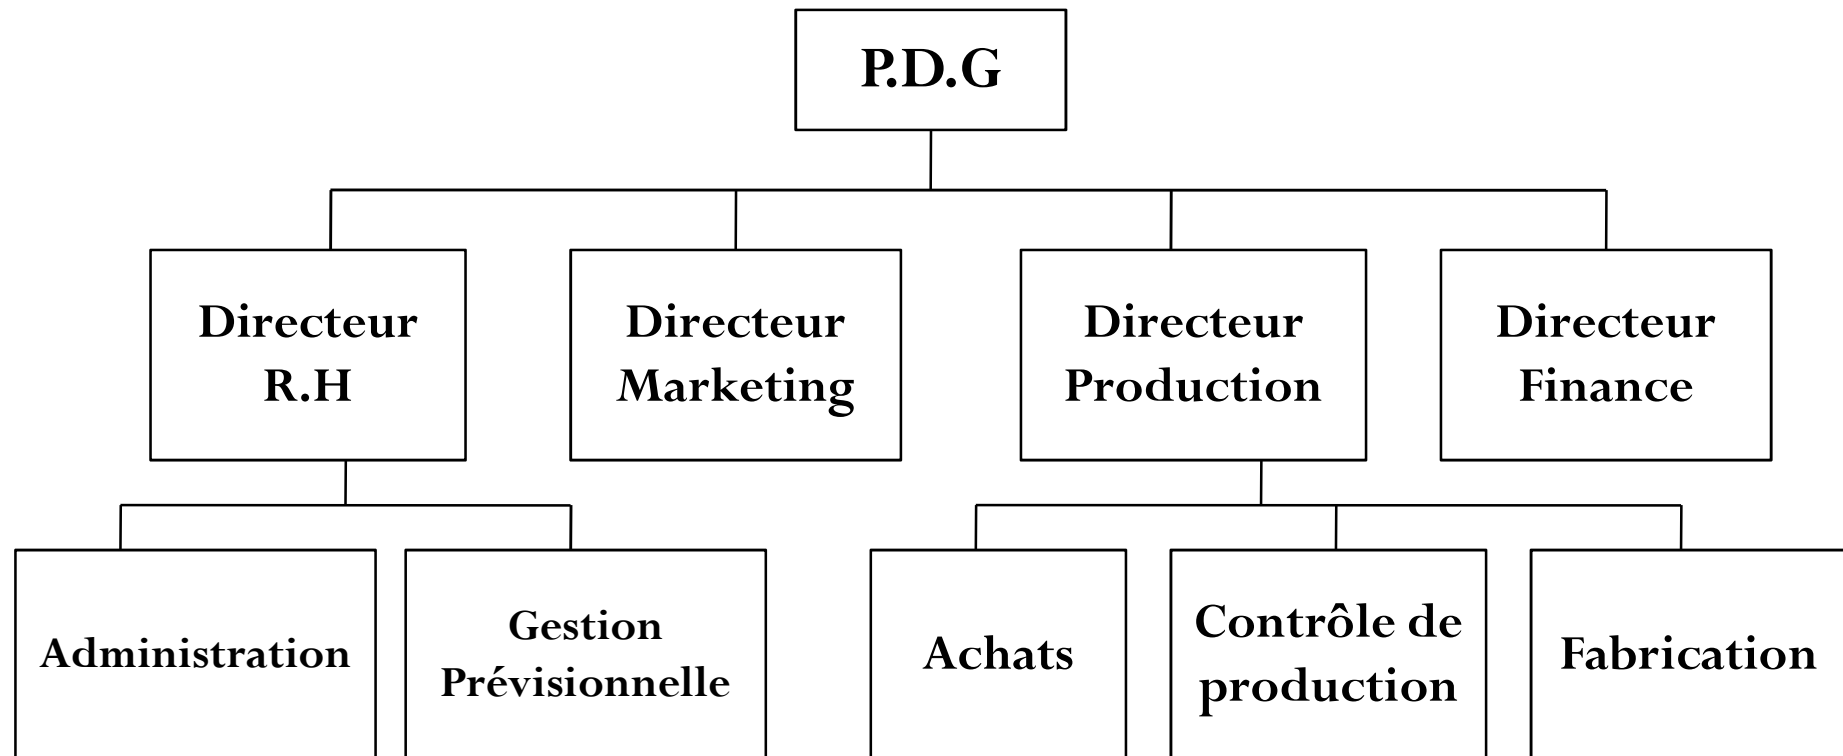 P.D.G
Directeur
R.H
Directeur
Marketing
Directeur
Production
Directeur
Finance
Administration
Gestion
Prévisionnelle
Achats
Contrôle de
production
Fabrication